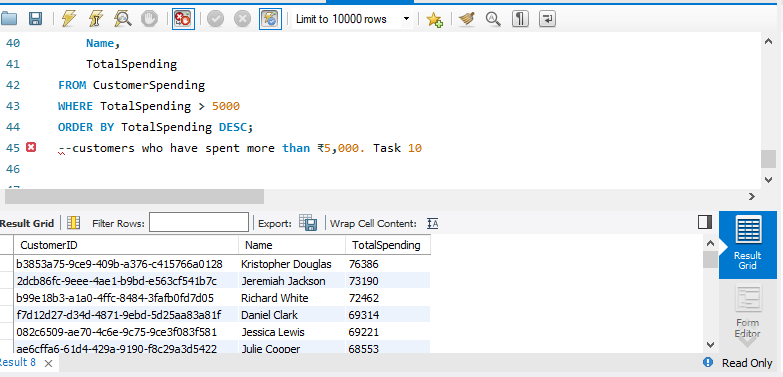 Limit to 10000 rows
40 Name,
41 TotalSpending
42 FROM CustomerSpending
43 WHERE TotalSpending > 5000
44 ORDER BY TotalSpending DESC;
45 --customers who have spent more than ₹5,000. Task 10
46
Result Grid Filter Rows: Export: Wrap Cell Content:
CustomerID Name TotalSpending
b3853a75-9ce9-409b-a376-c415766a0128 Kristopher Douglas 76386
2dcb86fc-9eee-4ae1-b9bd-e563cf541b7c Jeremiah Jackson 73190
b99e18b3-a1a0-4ffc-8484-3fafb0fd7d05 Richard White 72462
f7d12d27-d34d-4871-9ebd-5d25aa83a81f Daniel Clark 69314
082c6509-ae70-4c6e-9c75-9ce3f083f581 Jessica Lewis 69221
ae6cffa6-61d4-429a-9190-f8c29a3d5422 Julie Cooper 68553
Result
Grid
Form
Editor
Result 8 Read Only